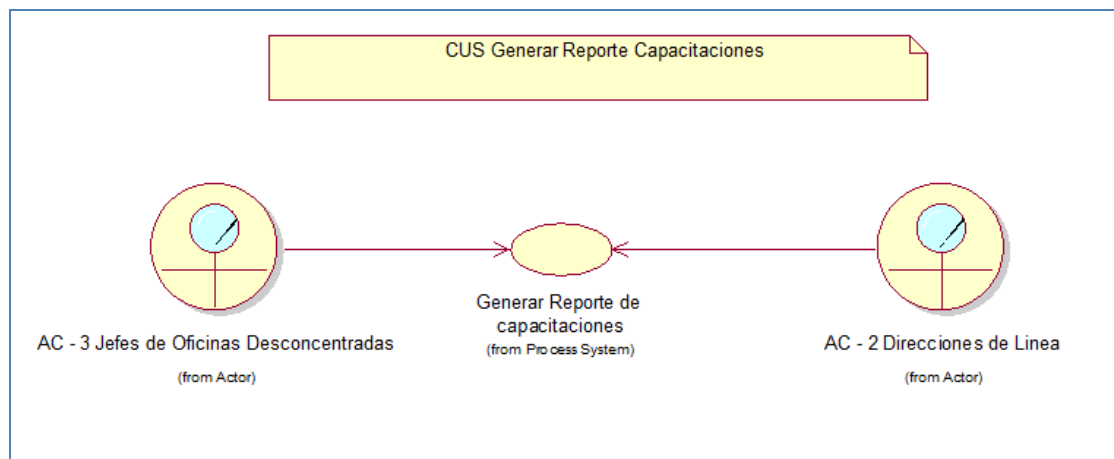 CUS Generar Reporte Capacitaciones
Generar Reporte de
capacitaciones
(from Process System)
AC - 3 Jefes de Oficinas Desconcentradas
(from Actor)
AC - 2 Direcciones de Linea
(from Actor)